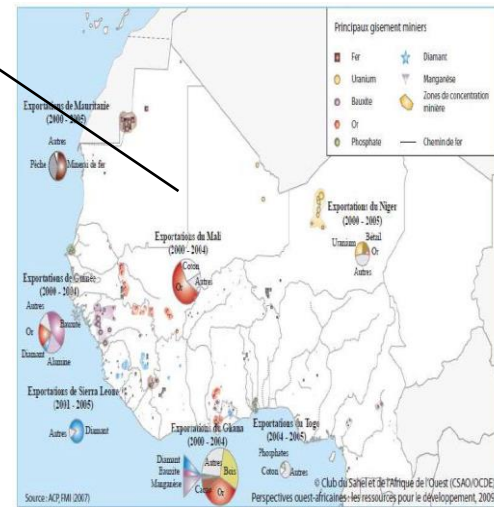 Principaux gisement miniers
Fer
Uranium
Bauxite
Or
Phosphate
Diamant
Manganèse
Zones de concentration
minière
Chemin de fer
Exportations de Mauritanie
(2000 - 2005)
Autres
Pêche
Minerai de fer
Exportations du Mali
(2000 - 2004)
Coton
Or
Autres
Exportations du Niger
(2000 - 2005)
Bétail
Uranium
Or
Autres
Exportations de Guinée
(2000 - 2004)
Autres
Or
Bauxite
Diamant
Alumine
Exportations de Sierra Leone
(2001 - 2005)
Autres
Diamant
Exportations du Ghana
(2000 - 2004)
Diamant
Bauxite
Manganèse
Autres
Bois
Cacao
Or
Exportations du Togo
(2004 - 2005)
Phosphates
Coton
Autres
Source: ACP, FMI 2007)
© Club du Sahel et de l'Afrique de l'Ouest (CSAO/OCDE)
Perspectives ouest-africaines: les ressources pour le développement, 2009